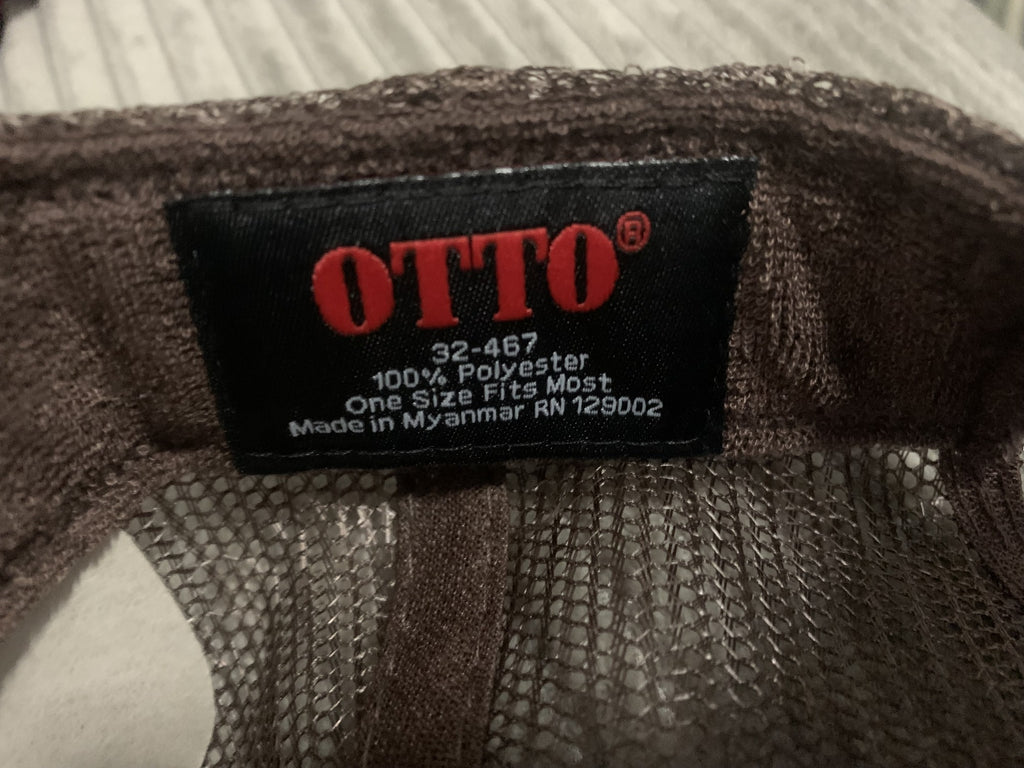 OTTO®
32-467
100% Polyester
One Size Fits Most
Made in Myanmar RN 129002